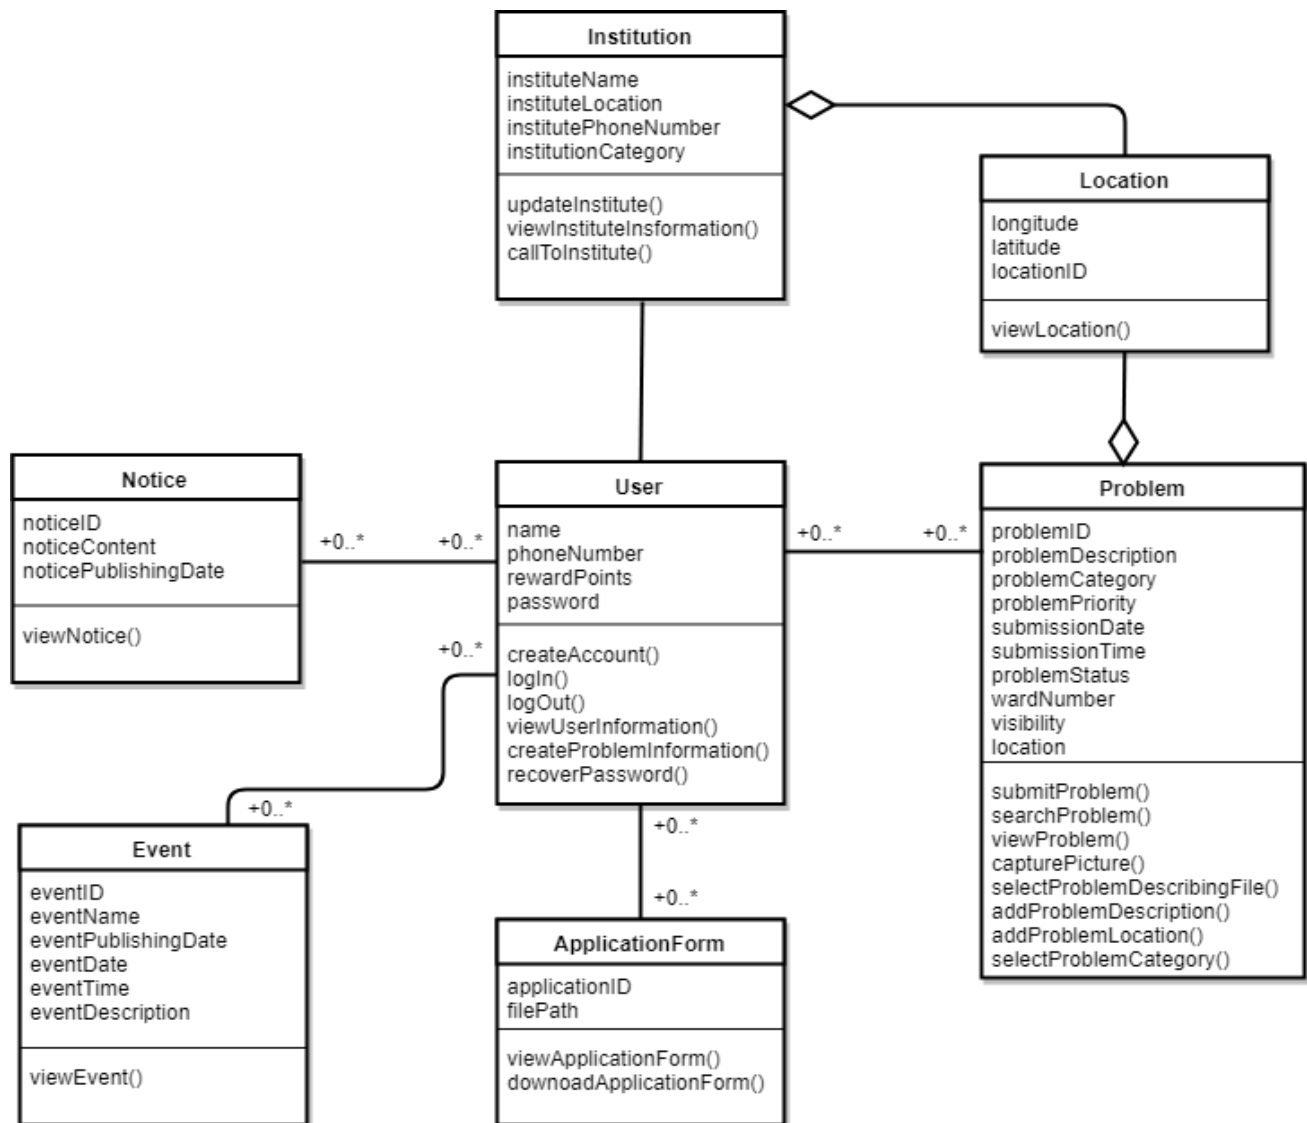 Institution
instituteName
instituteLocation
institutePhoneNumber
institutionCategory
updateInstitute()
viewInstituteInsformation()
callToInstitute()
Location
longitude
latitude
locationID
viewLocation()
Notice
noticeID
noticeContent
noticePublishingDate
viewNotice()
+0..*
+0..*
User
name
phoneNumber
rewardPoints
password
createAccount()
logIn()
logOut()
viewUserInformation()
createProblemInformation()
recoverPassword()
+0..*
+0..*
Problem
problemID
problemDescription
problemCategory
problemPriority
submissionDate
submissionTime
problemStatus
wardNumber
visibility
location
submitProblem()
searchProblem()
viewProblem()
capturePicture()
selectProblemDescribingFile()
addProblemDescription()
addProblemLocation()
selectProblemCategory()
+0..*
+0..*
Event
eventID
eventName
eventPublishingDate
eventDate
eventTime
eventDescription
viewEvent()
+0..*
+0..*
ApplicationForm
applicationID
filePath
viewApplicationForm()
downoadApplicationForm()